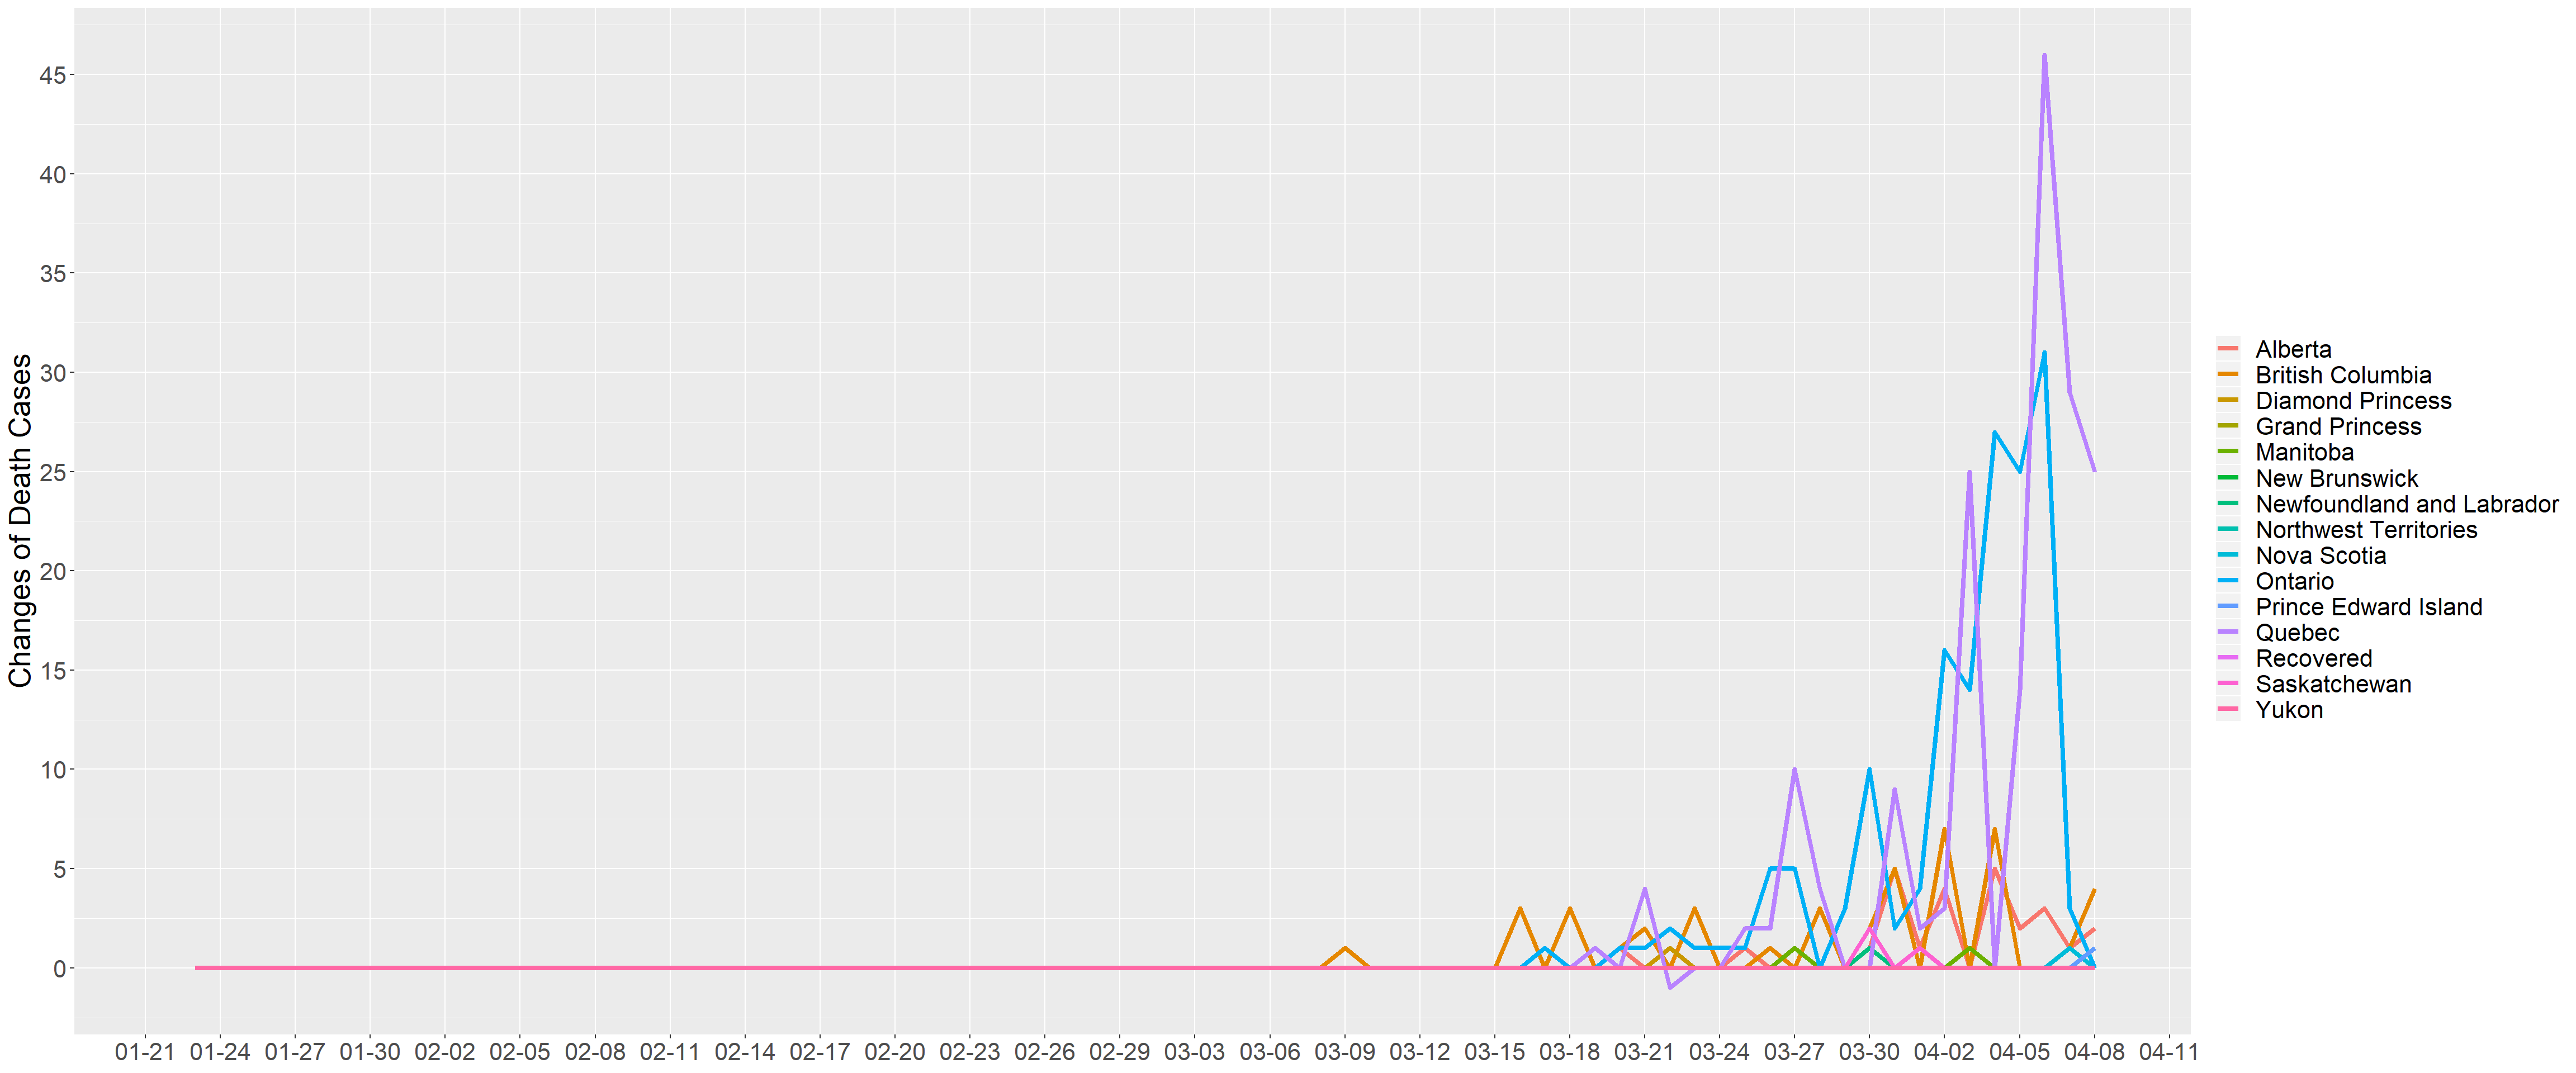 Changes of Death Cases
45
40
35
30
25
20
15
10
5
0
01-21 01-24 01-27 01-30 02-02 02-05 02-08 02-11 02-14 02-17 02-20 02-23 02-26 02-29 03-03 03-06 03-09 03-12 03-15 03-18 03-21 03-24 03-27 03-30 04-02 04-05 04-08 04-11
Alberta
British Columbia
Diamond Princess
Grand Princess
Manitoba
New Brunswick
Newfoundland and Labrador
Northwest Territories
Nova Scotia
Ontario
Prince Edward Island
Quebec
Recovered
Saskatchewan
Yukon